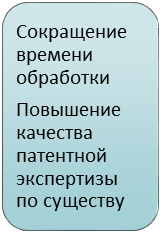 Сокращение
времени
обработки
Повышение
качества
патентной
экспертизы
по существу